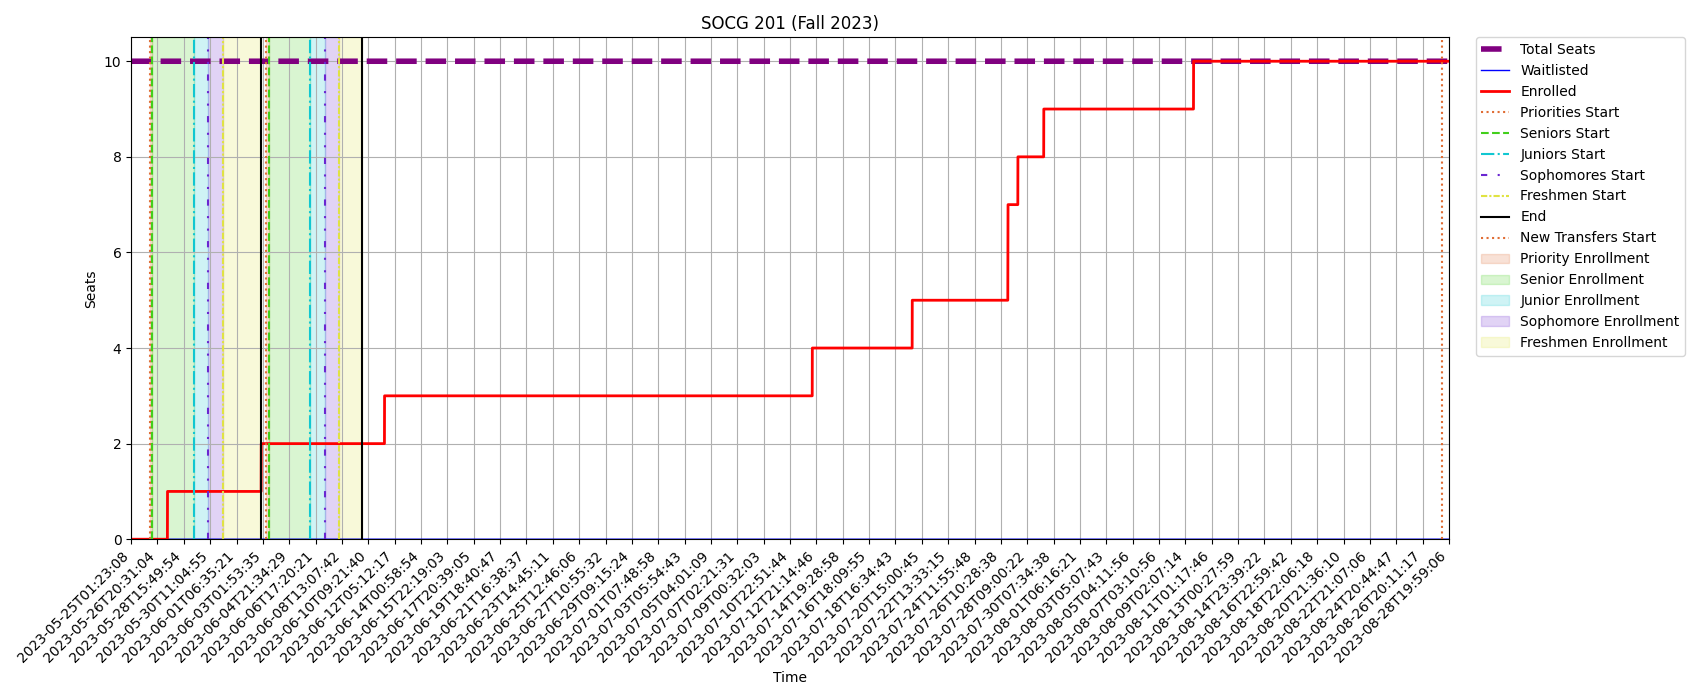 SOCG 201 (Fall 2023)
Seats
10
8
6
4
2
0
2023-05-25T01:23:08
2023-05-26T20:31:04
2023-05-28T15:49:54
2023-05-30T11:04:55
2023-06-01T06:35:21
2023-06-03T01:53:35
2023-06-04T21:34:29
2023-06-06T17:20:21
2023-06-08T13:07:42
2023-06-10T09:21:40
2023-06-12T05:12:17
2023-06-14T00:58:54
2023-06-15T22:19:03
2023-06-17T20:39:05
2023-06-19T18:40:47
2023-06-21T16:38:37
2023-06-23T14:45:11
2023-06-25T12:46:06
2023-06-27T10:55:32
2023-06-29T09:15:24
2023-07-01T07:48:58
2023-07-03T05:54:43
2023-07-05T04:01:09
2023-07-07T02:21:31
2023-07-09T00:32:03
2023-07-10T22:51:44
2023-07-12T21:14:46
2023-07-14T19:28:58
2023-07-16T18:09:55
2023-07-18T16:34:43
2023-07-20T15:00:45
2023-07-22T13:33:15
2023-07-24T11:55:48
2023-07-26T10:28:38
2023-07-28T09:00:22
2023-07-30T07:34:38
2023-08-01T06:16:21
2023-08-03T05:07:43
2023-08-05T04:11:56
2023-08-07T03:10:56
2023-08-09T02:07:14
2023-08-11T01:17:46
2023-08-13T00:27:59
2023-08-14T23:39:22
2023-08-16T22:59:42
2023-08-18T22:06:18
2023-08-20T21:36:10
2023-08-22T21:07:06
2023-08-24T20:44:47
2023-08-26T20:11:17
2023-08-28T19:59:06
Time
Total Seats
Waitlisted
Enrolled
Priorities Start
Seniors Start
Juniors Start
Sophomores Start
Freshmen Start
End
New Transfers Start
Priority Enrollment
Senior Enrollment
Junior Enrollment
Sophomore Enrollment
Freshmen Enrollment